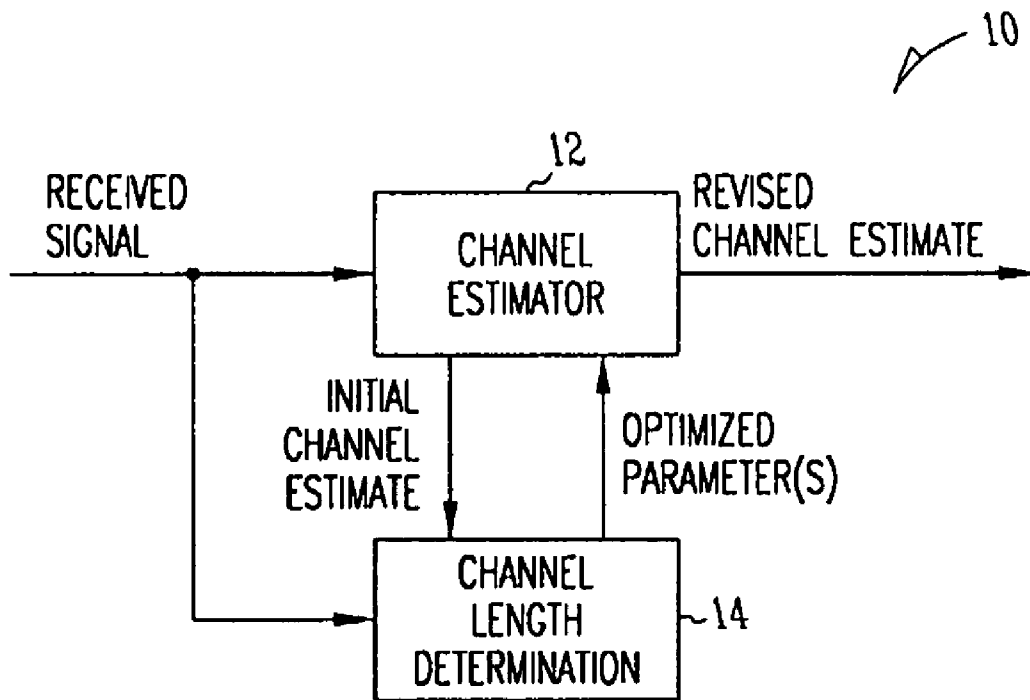 10
12
RECEIVED
SIGNAL
CHANNEL
ESTIMATOR
REVISED
CHANNEL ESTIMATE
INITIAL
CHANNEL
ESTIMATE
OPTIMIZED
PARAMETER(S)
CHANNEL
LENGTH
DETERMINATION
14